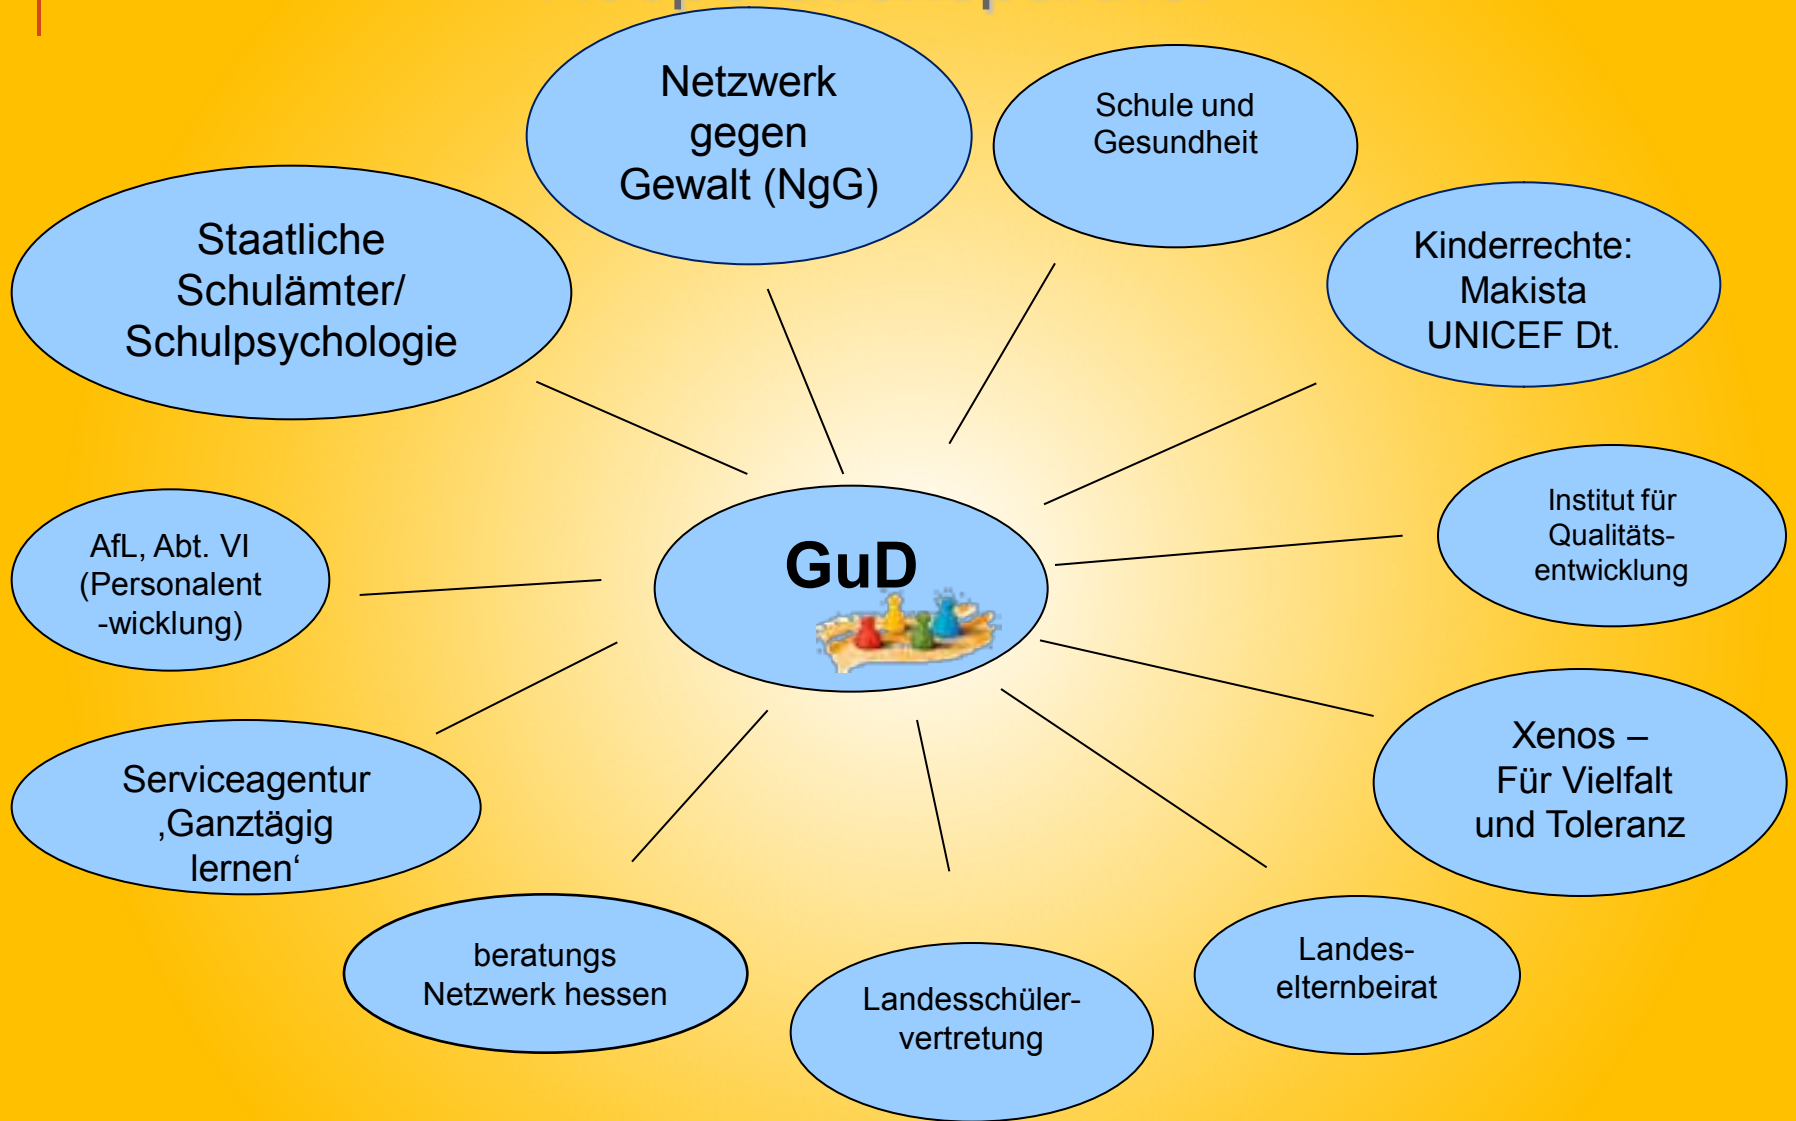 Netzwerk
gegen
Gewalt (NgG)
Schule und
Gesundheit
Staatliche
Schulämter/
Schulpsychologie
Kinderrechte:
Makista
UNICEF Dt.
GuD
Institut für
Qualitäts-
entwicklung
AfL, Abt. VI
(Personalent
-wicklung)
Xenos –
Für Vielfalt
und Toleranz
Serviceagentur
‚Ganztägig
lernen‘
beratungs
Netzwerk hessen
Landesschüler-
vertretung
Landes-
elternbeirat